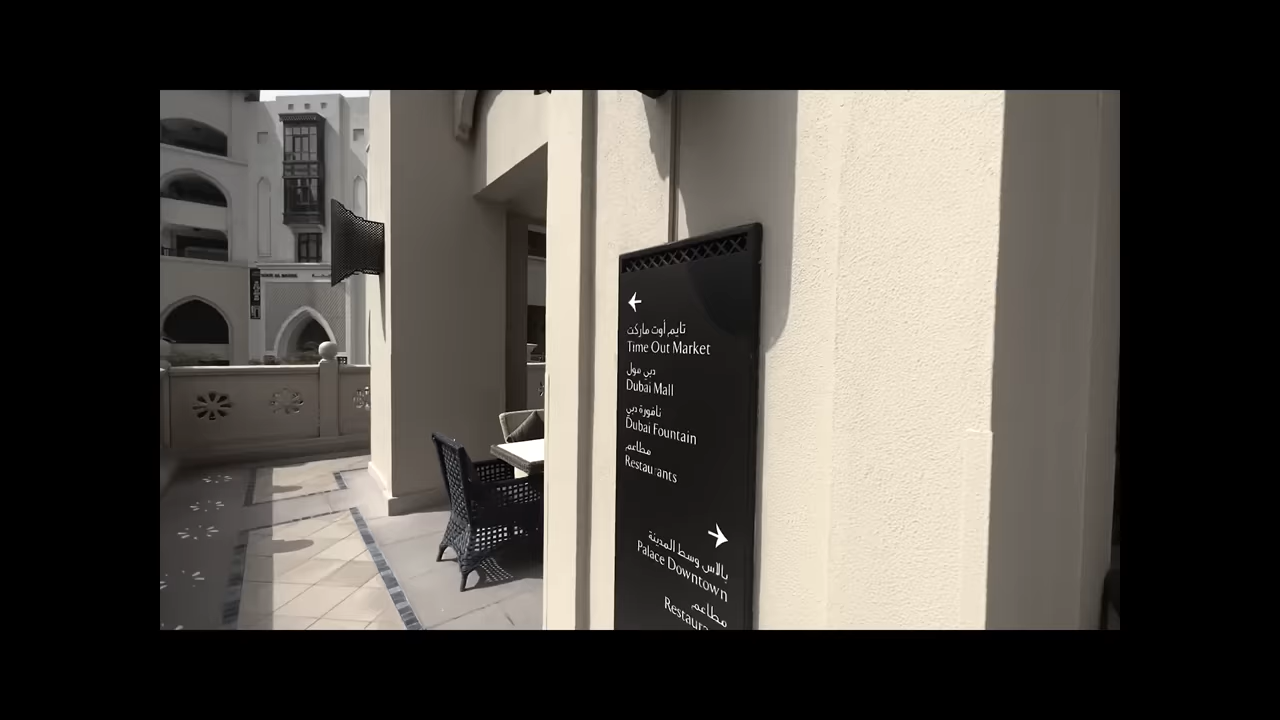 تايم أوت ماركت
Time Out Market
دبي مول
Dubai Mall
نافورة دبي
Dubai Fountain
مطاعم
Restaurants
بالاس وسط المدينة
Palace Downtown
مطاعم
Restaura